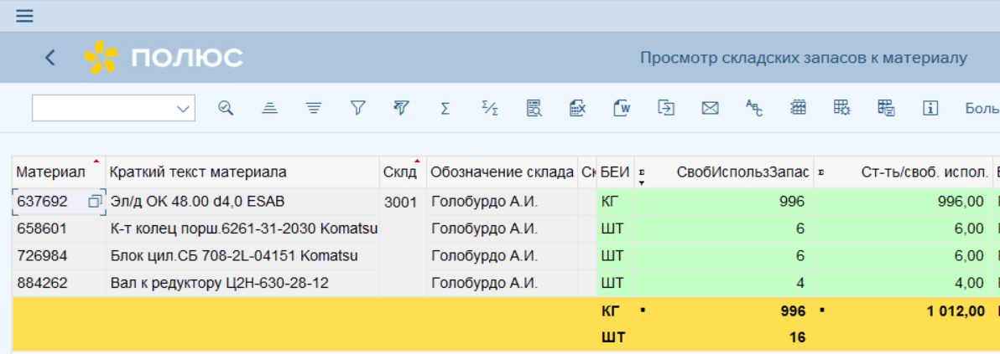 ПОЛЮС
Просмотр складских запасов к материалу
Боль
Материал Краткий текст материала Склд Обозначение склада Ск БЕИ СвобИспользЗапас Ст-ть/своб. испол.
637692 Эл/д ОК 48.00 d4,0 ESAB 3001 Голобурдо А.И. КГ 996 996,00
658601 К-т колец порш.6261-31-2030 Komatsu Голобурдо А.И. ШТ 6 6,00
726984 Блок цил.СБ 708-2L-04151 Komatsu Голобурдо А.И. ШТ 6 6,00
884262 Вал к редуктору Ц2Н-630-28-12 Голобурдо А.И. ШТ 4 4,00
КГ 996 1 012,00
ШТ 16